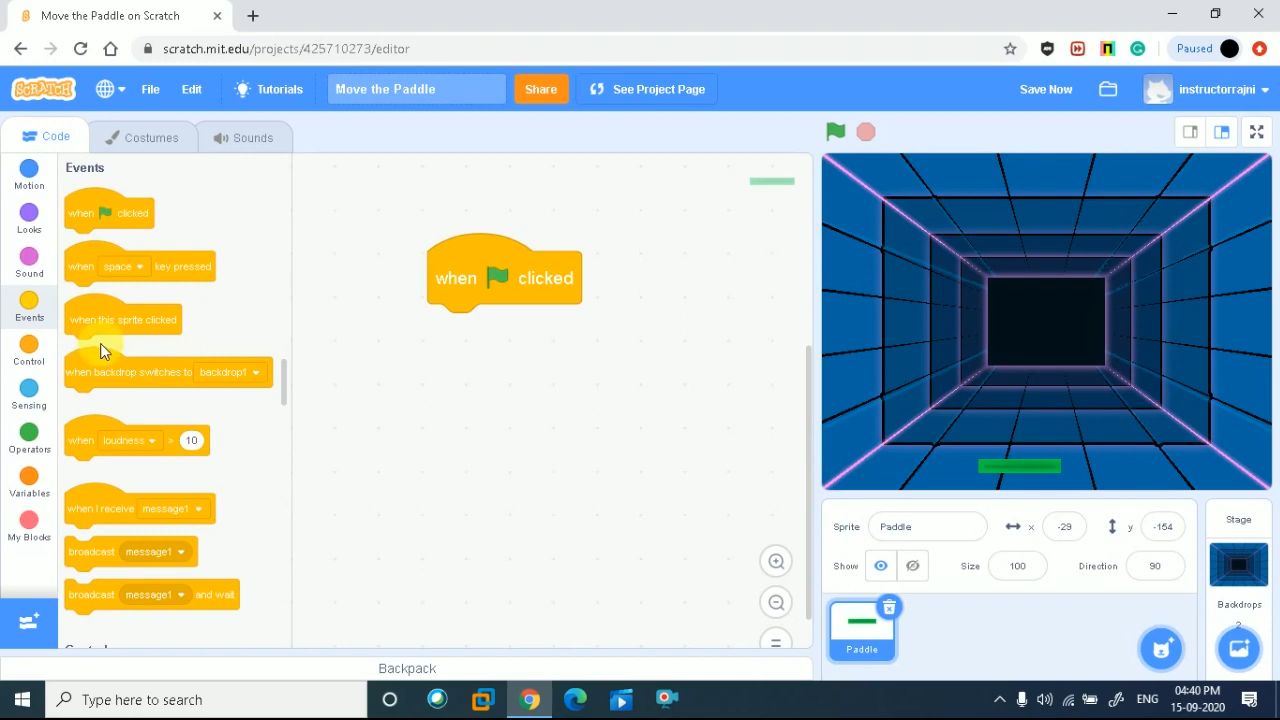 Move the Paddle on Scratch
scratch.mit.edu/projects/425710273/editor
Paused
SCRATCH
File
Edit
Tutorials
Move the Paddle
Share
See Project Page
Save Now
instructorrajni
Code
Costumes
Sounds
Motion
Looks
Sound
Events
Control
Sensing
Operators
Variables
My Blocks
Events
when clicked
when space key pressed
when this sprite clicked
when backdrop switches to backdrop1
when loudness > 10
when I receive message1
broadcast message1
broadcast message1 and wait
when clicked
Backpack
Sprite Paddle x -29 y -154
Show Size 100 Direction 90
Paddle
Stage
Backdrops
2
Type here to search
ENG
04:40 PM
15-09-2020